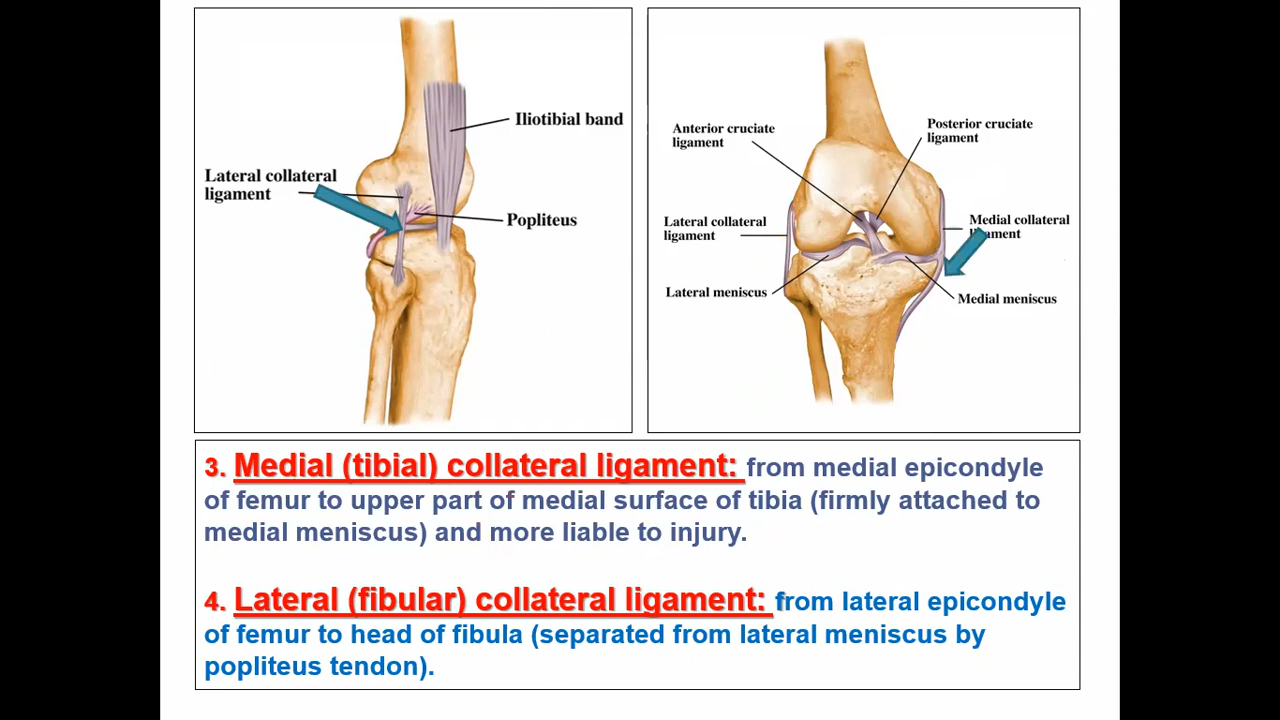 Iliotibial band
Lateral collateral
ligament
Popliteus
Anterior cruciate
ligament
Posterior cruciate
ligament
Lateral collateral
ligament
Medial collateral
ligament
Lateral meniscus
Medial meniscus
3. Medial (tibial) collateral ligament: from medial epicondyle
of femur to upper part of medial surface of tibia (firmly attached to
medial meniscus) and more liable to injury.
4. Lateral (fibular) collateral ligament: from lateral epicondyle
of femur to head of fibula (separated from lateral meniscus by
popliteus tendon).